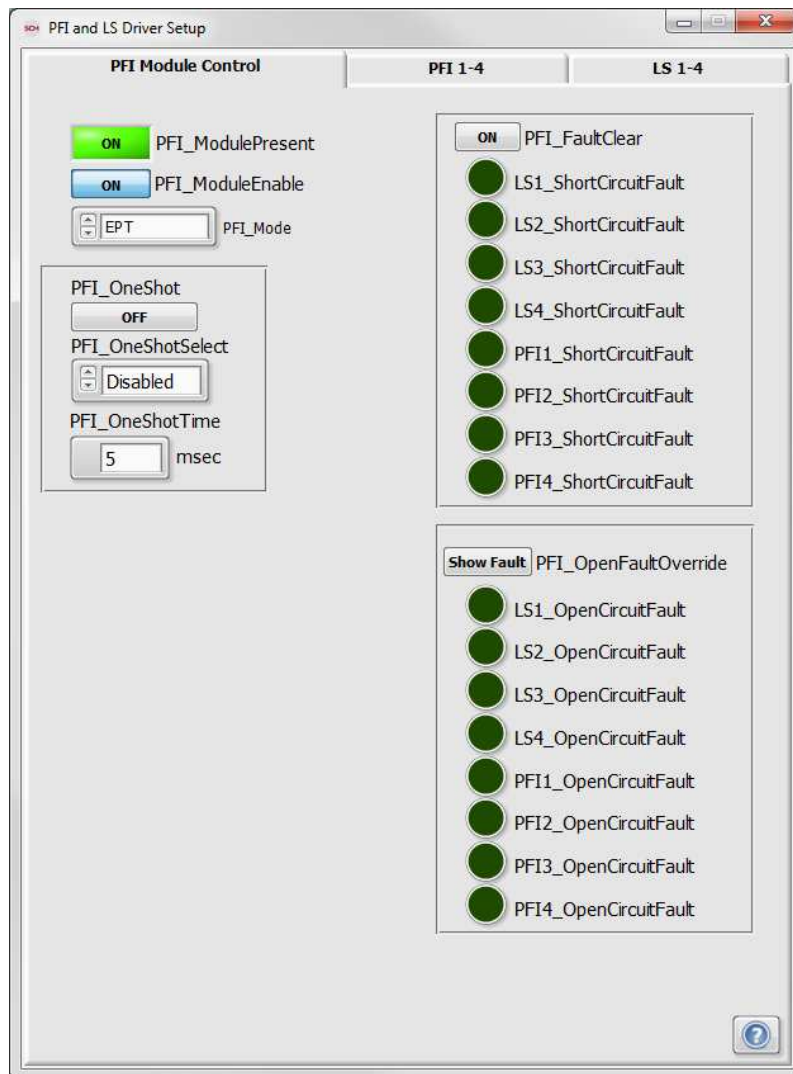 PFI and LS Driver Setup
PFI Module Control
PFI 1-4
LS 1-4
ON PFI_ModulePresent
ON PFI_ModuleEnable
EPT PFI_Mode
PFI_OneShot
OFF
PFI_OneShotSelect
Disabled
PFI_OneShotTime
5 msec
ON PFI_FaultClear
LS1_ShortCircuitFault
LS2_ShortCircuitFault
LS3_ShortCircuitFault
LS4_ShortCircuitFault
PFI1_ShortCircuitFault
PFI2_ShortCircuitFault
PFI3_ShortCircuitFault
PFI4_ShortCircuitFault
Show Fault PFI_OpenFaultOverride
LS1_OpenCircuitFault
LS2_OpenCircuitFault
LS3_OpenCircuitFault
LS4_OpenCircuitFault
PFI1_OpenCircuitFault
PFI2_OpenCircuitFault
PFI3_OpenCircuitFault
PFI4_OpenCircuitFault
?